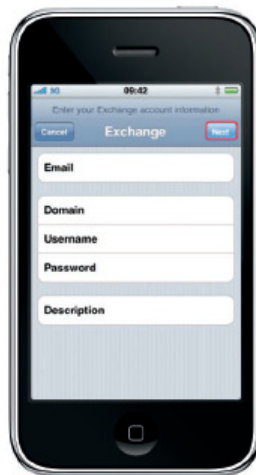 3G 09:42
Enter your Exchange account information
Cancel Exchange Next
Email
Domain
Username
Password
Description